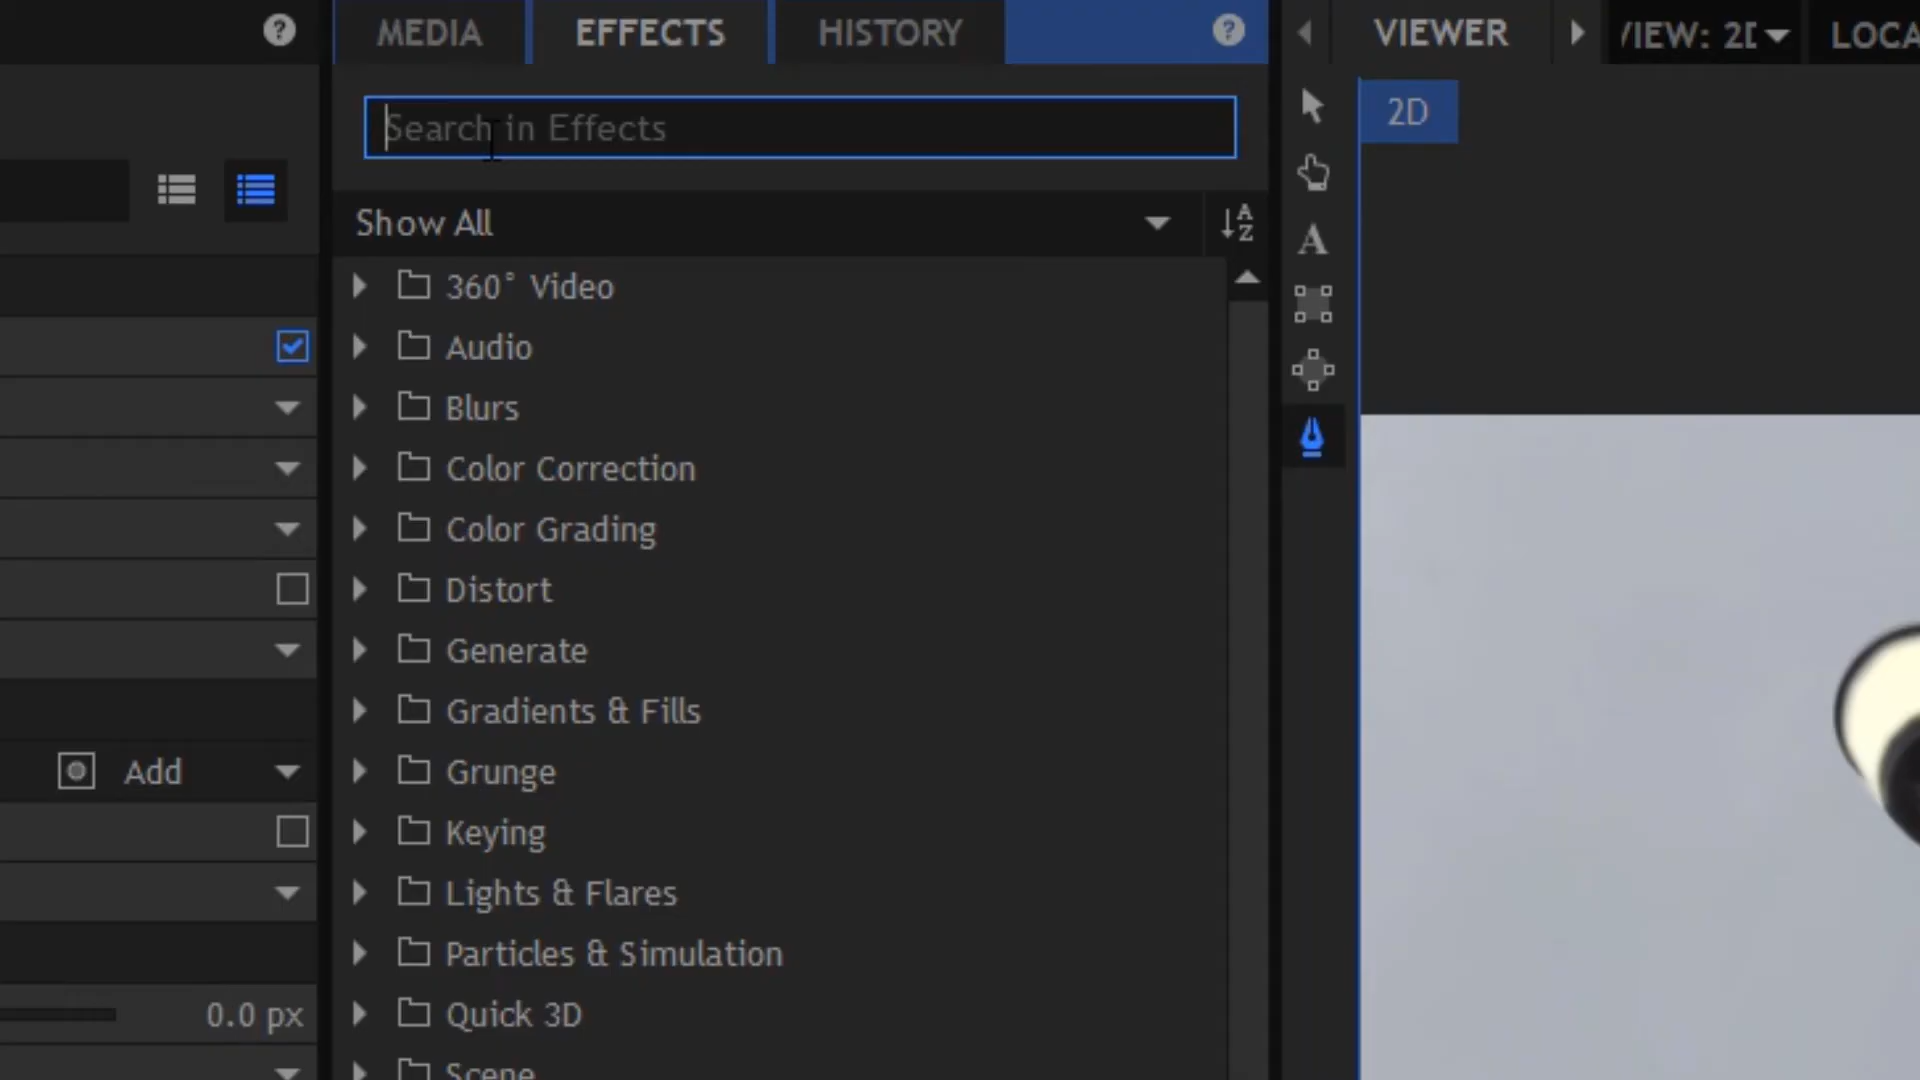 MEDIA
EFFECTS
HISTORY
VIEWER
LOCA
Search in Effects
2D
Show All
A
Z
A
360° Video
Audio
Blurs
Color Correction
Color Grading
Distort
Generate
Gradients & Fills
Grunge
Add
Keying
Lights & Flares
Particles & Simulation
0.0 px
Quick 3D
Scene